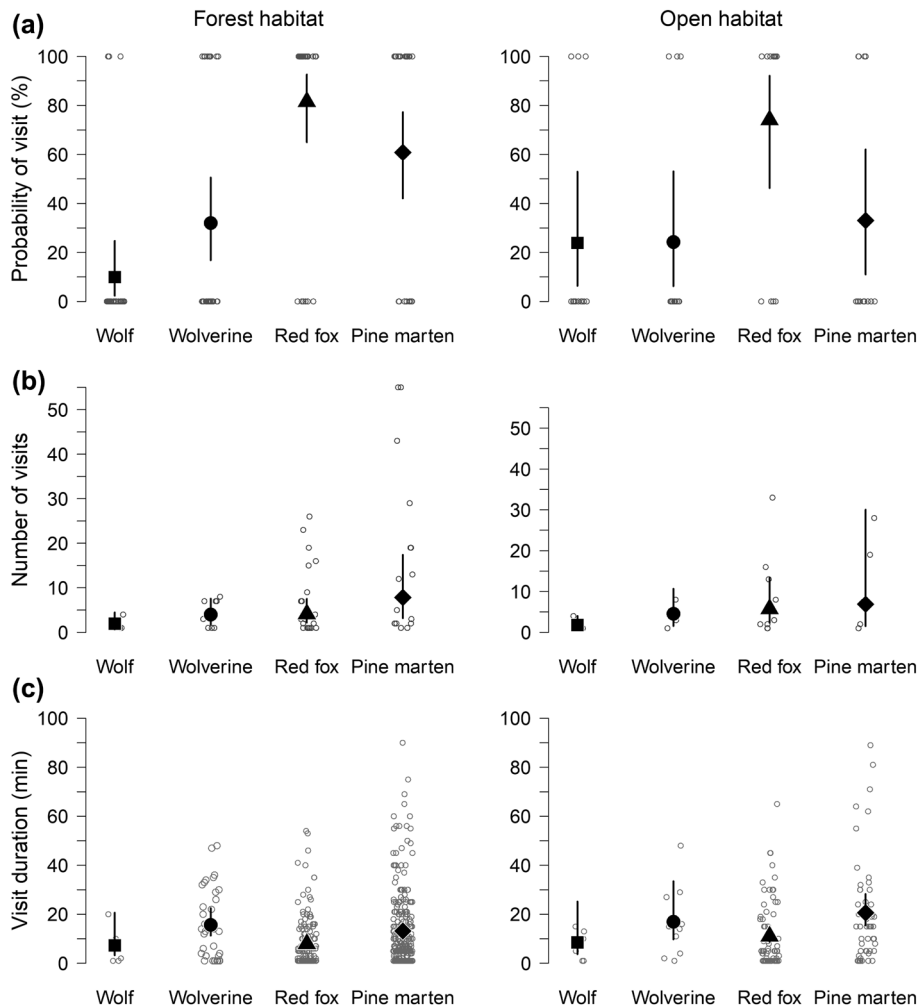 Forest habitat Open habitat
(a)
Probability of visit (%)
100 100
80 80
60 60
40 40
20 20
0 0
Wolf Wolverine Red fox Pine marten Wolf Wolverine Red fox Pine marten
(b)
Number of visits
50 50
40 40
30 30
20 20
10 10
0 0
Wolf Wolverine Red fox Pine marten Wolf Wolverine Red fox Pine marten
(c)
Visit duration (min)
100 100
80 80
60 60
40 40
20 20
0 0
Wolf Wolverine Red fox Pine marten Wolf Wolverine Red fox Pine marten